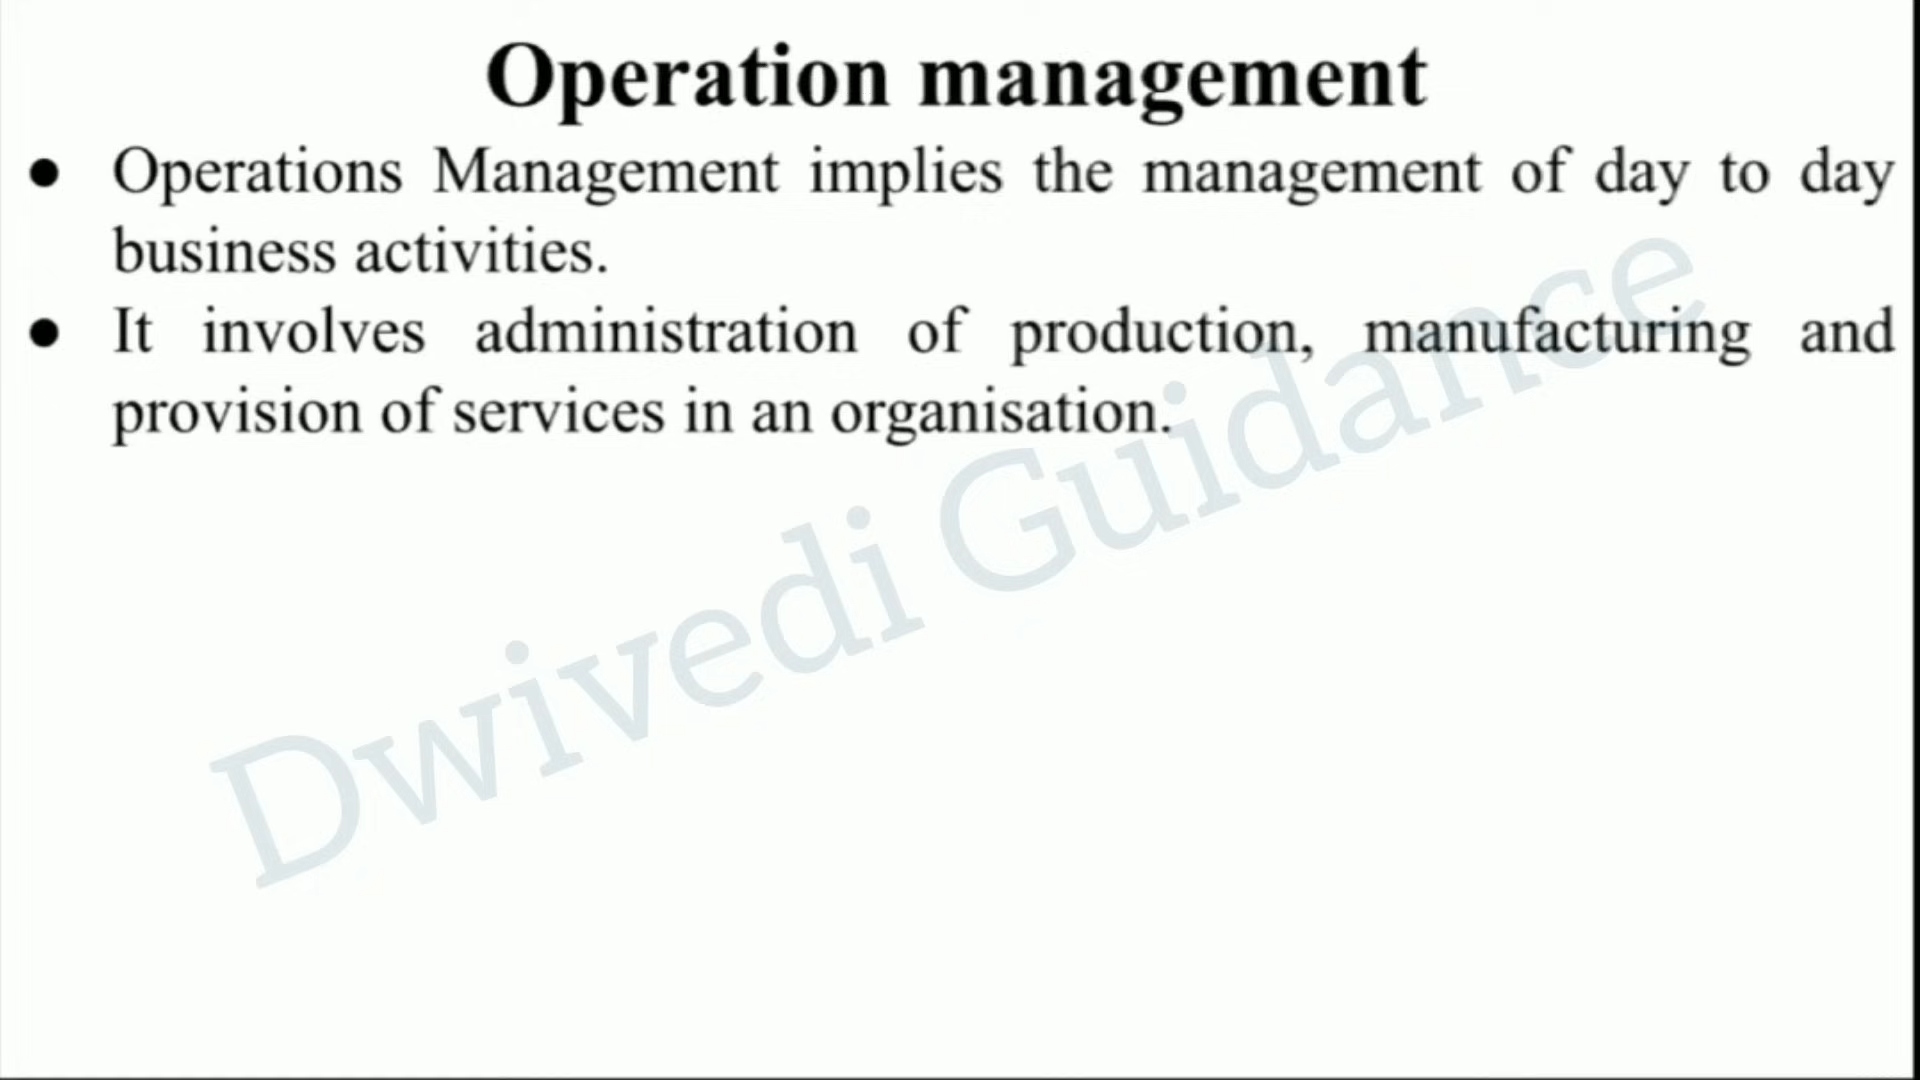 Operation management
● Operations Management implies the management of day to day
business activities.
● It involves administration of production, manufacturing and
provision of services in an organisation.
Dwivedi Guidance